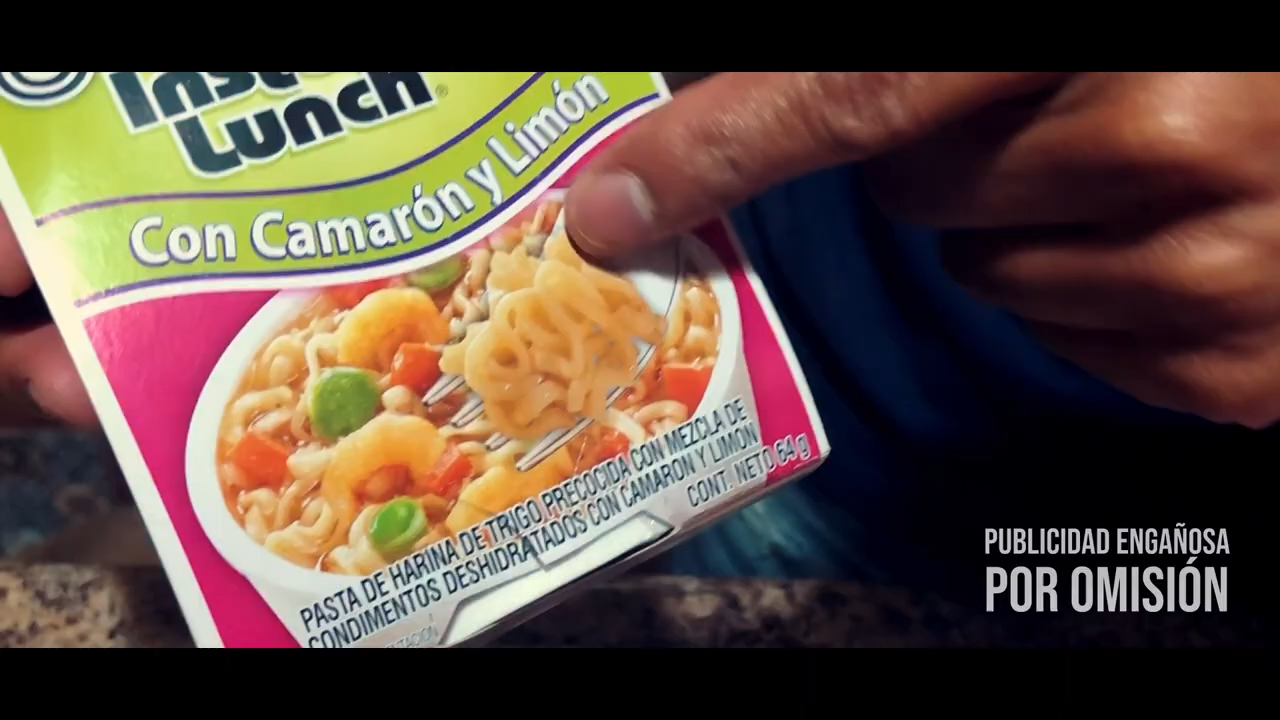 Lunch®
Con Camarón y Limón
PASTA DE HARINA DE TRIGO PRECOCIDA CON MEZCLA DE
CONDIMENTOS DESHIDRATADOS CON CAMARON Y LIMÓN
CONT. NETO 64 g
PUBLICIDAD ENGAÑOSA
POR OMISIÓN